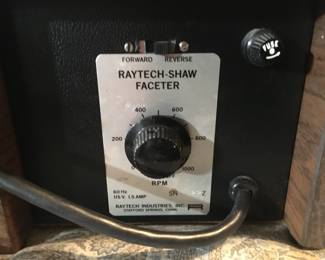 FUSE
FORWARD REVERSE
RAYTECH-SHAW
FACETER
400 600
200 800
1000
RPM
60 Hz SN Z
115 V. 1.5 AMP
RAYTECH INDUSTRIES, INC.
STAFFORD SPRINGS, CONN.
R